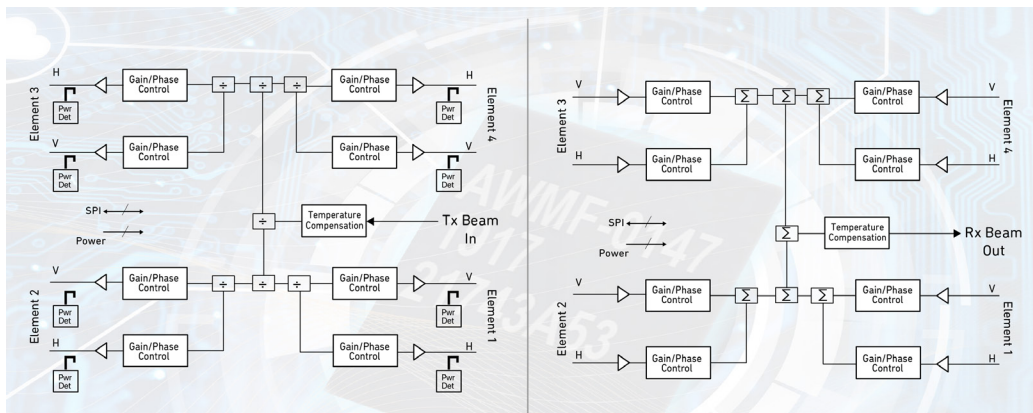 H
Gain/Phase
Control
÷
÷
÷
Gain/Phase
Control
H
Pwr
Det
Pwr
Det
Element 3
Element 4
V
Gain/Phase
Control
Gain/Phase
Control
V
Pwr
Det
Pwr
Det
SPI
Power
÷
Temperature
Compensation
Tx Beam
In
V
Gain/Phase
Control
÷
÷
÷
Gain/Phase
Control
V
Pwr
Det
Pwr
Det
Element 2
Element 1
H
Gain/Phase
Control
Gain/Phase
Control
H
Pwr
Det
Pwr
Det
V
Gain/Phase
Control
Σ
Σ
Σ
Gain/Phase
Control
V
Element 3
Element 4
H
Gain/Phase
Control
Gain/Phase
Control
H
SPI
Power
Σ
Temperature
Compensation
Rx Beam
Out
V
Gain/Phase
Control
Σ
Σ
Σ
Gain/Phase
Control
V
Element 2
Element 1
H
Gain/Phase
Control
Gain/Phase
Control
H